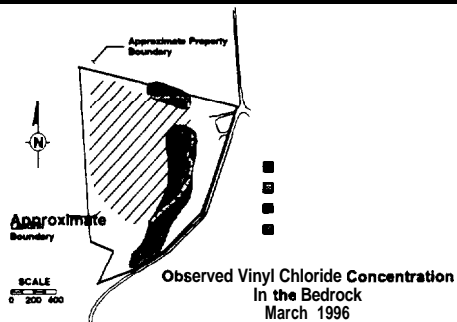 Approximate Property
Boundary
N
Approximate
Boundary
SCALE
0 200 400
Observed Vinyl Chloride Concentration
In the Bedrock
March 1996